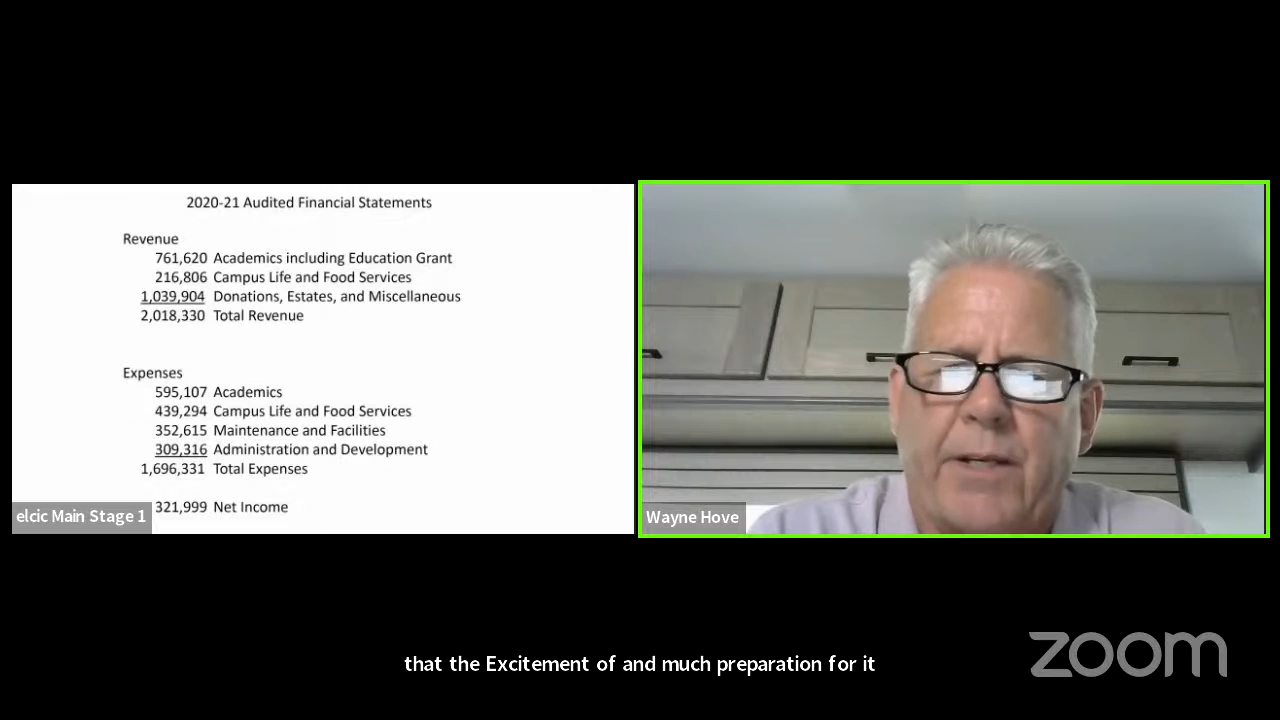 2020-21 Audited Financial Statements
Revenue
761,620 Academics including Education Grant
216,806 Campus Life and Food Services
1,039,904 Donations, Estates, and Miscellaneous
2,018,330 Total Revenue
Expenses
595,107 Academics
439,294 Campus Life and Food Services
352,615 Maintenance and Facilities
309,316 Administration and Development
1,696,331 Total Expenses
321,999 Net Income
elcic Main Stage 1
Wayne Hove
that the Excitement of and much preparation for it
zoom